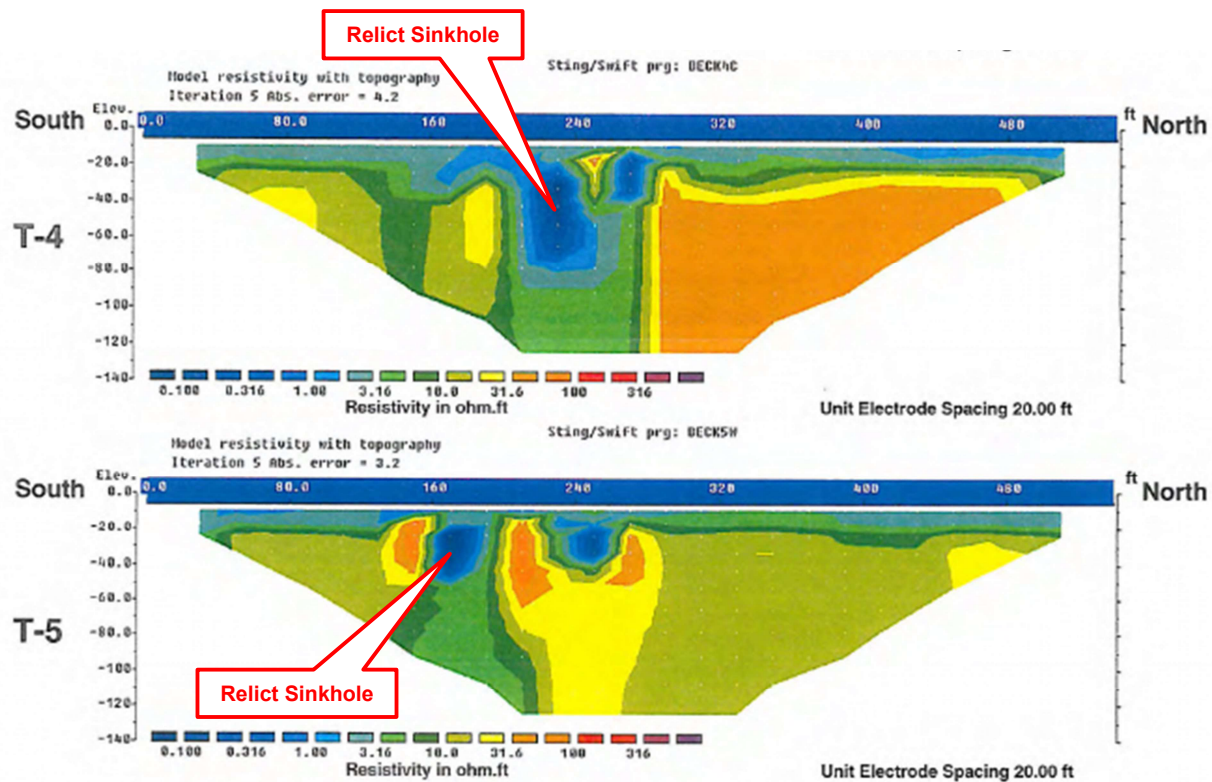 Relict Sinkhole
Sting/Swift prg: DECK4C
Model resistivity with topography
Iteration 5 Abs. error = 4.2
Elev.
South 0.0 0.0 80.0 160 240 320 400 480 ft North
-20.0
-40.0
T-4
-60.0
-80.0
-100.0
-120.0
-140
0.100 0.316 1.00 3.16 10.0 31.6 100 316
Resistivity in ohm.ft
Unit Electrode Spacing 20.00 ft
Sting/Swift prg: DECK5W
Model resistivity with topography
Iteration 5 Abs. error = 3.2
Elev.
South 0.0 0.0 80.0 160 240 320 400 480 ft North
-20.0
-40.0
-60.0
T-5
-80.0
-100.0
Relict Sinkhole
-120.0
-140
0.100 0.316 1.00 3.16 10.0 31.6 100 316
Resistivity in ohm.ft
Unit Electrode Spacing 20.00 ft